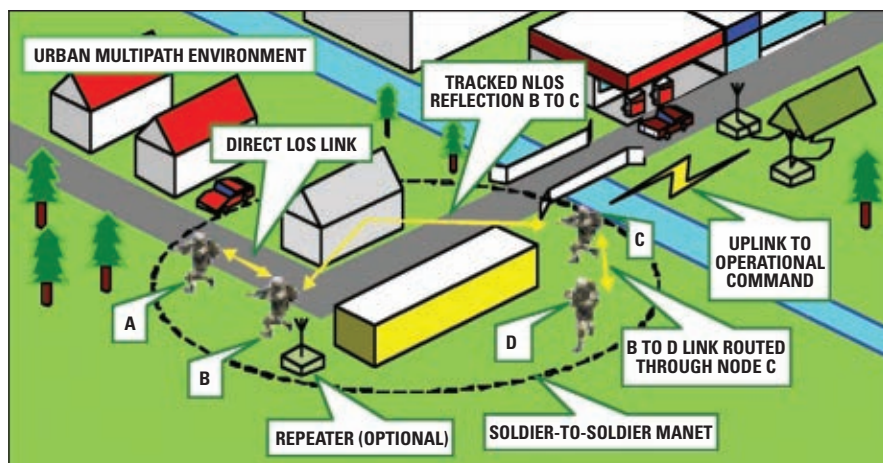 URBAN MULTIPATH ENVIRONMENT
TRACKED NLOS
REFLECTION B TO C
DIRECT LOS LINK
C
UPLINK TO
OPERATIONAL
COMMAND
A
B
D
B TO D LINK ROUTED
THROUGH NODE C
REPEATER (OPTIONAL)
SOLDIER-TO-SOLDIER MANET